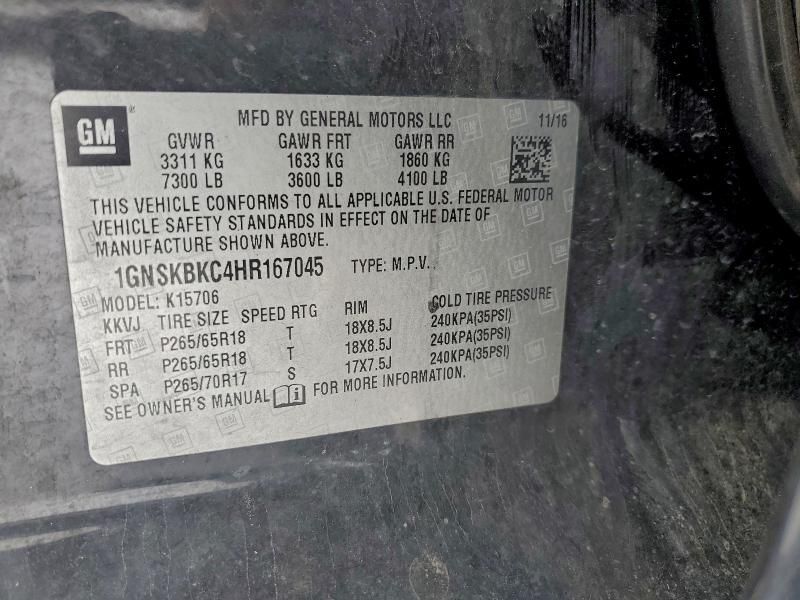 GM
MFD BY GENERAL MOTORS LLC 11/16
GVWR GAWR FRT GAWR RR
3311 KG 1633 KG 1860 KG
7300 LB 3600 LB 4100 LB
THIS VEHICLE CONFORMS TO ALL APPLICABLE U.S. FEDERAL MOTOR
VEHICLE SAFETY STANDARDS IN EFFECT ON THE DATE OF
MANUFACTURE SHOWN ABOVE.
1GNSKBKC4HR167045 TYPE: M.P.V.
MODEL: K15706
KKVJ TIRE SIZE SPEED RTG RIM COLD TIRE PRESSURE
FRT P265/65R18 T 18X8.5J 240KPA(35PSI)
RR P265/65R18 T 18X8.5J 240KPA(35PSI)
SPA P265/70R17 S 17X7.5J 240KPA(35PSI)
SEE OWNER'S MANUAL FOR MORE INFORMATION.